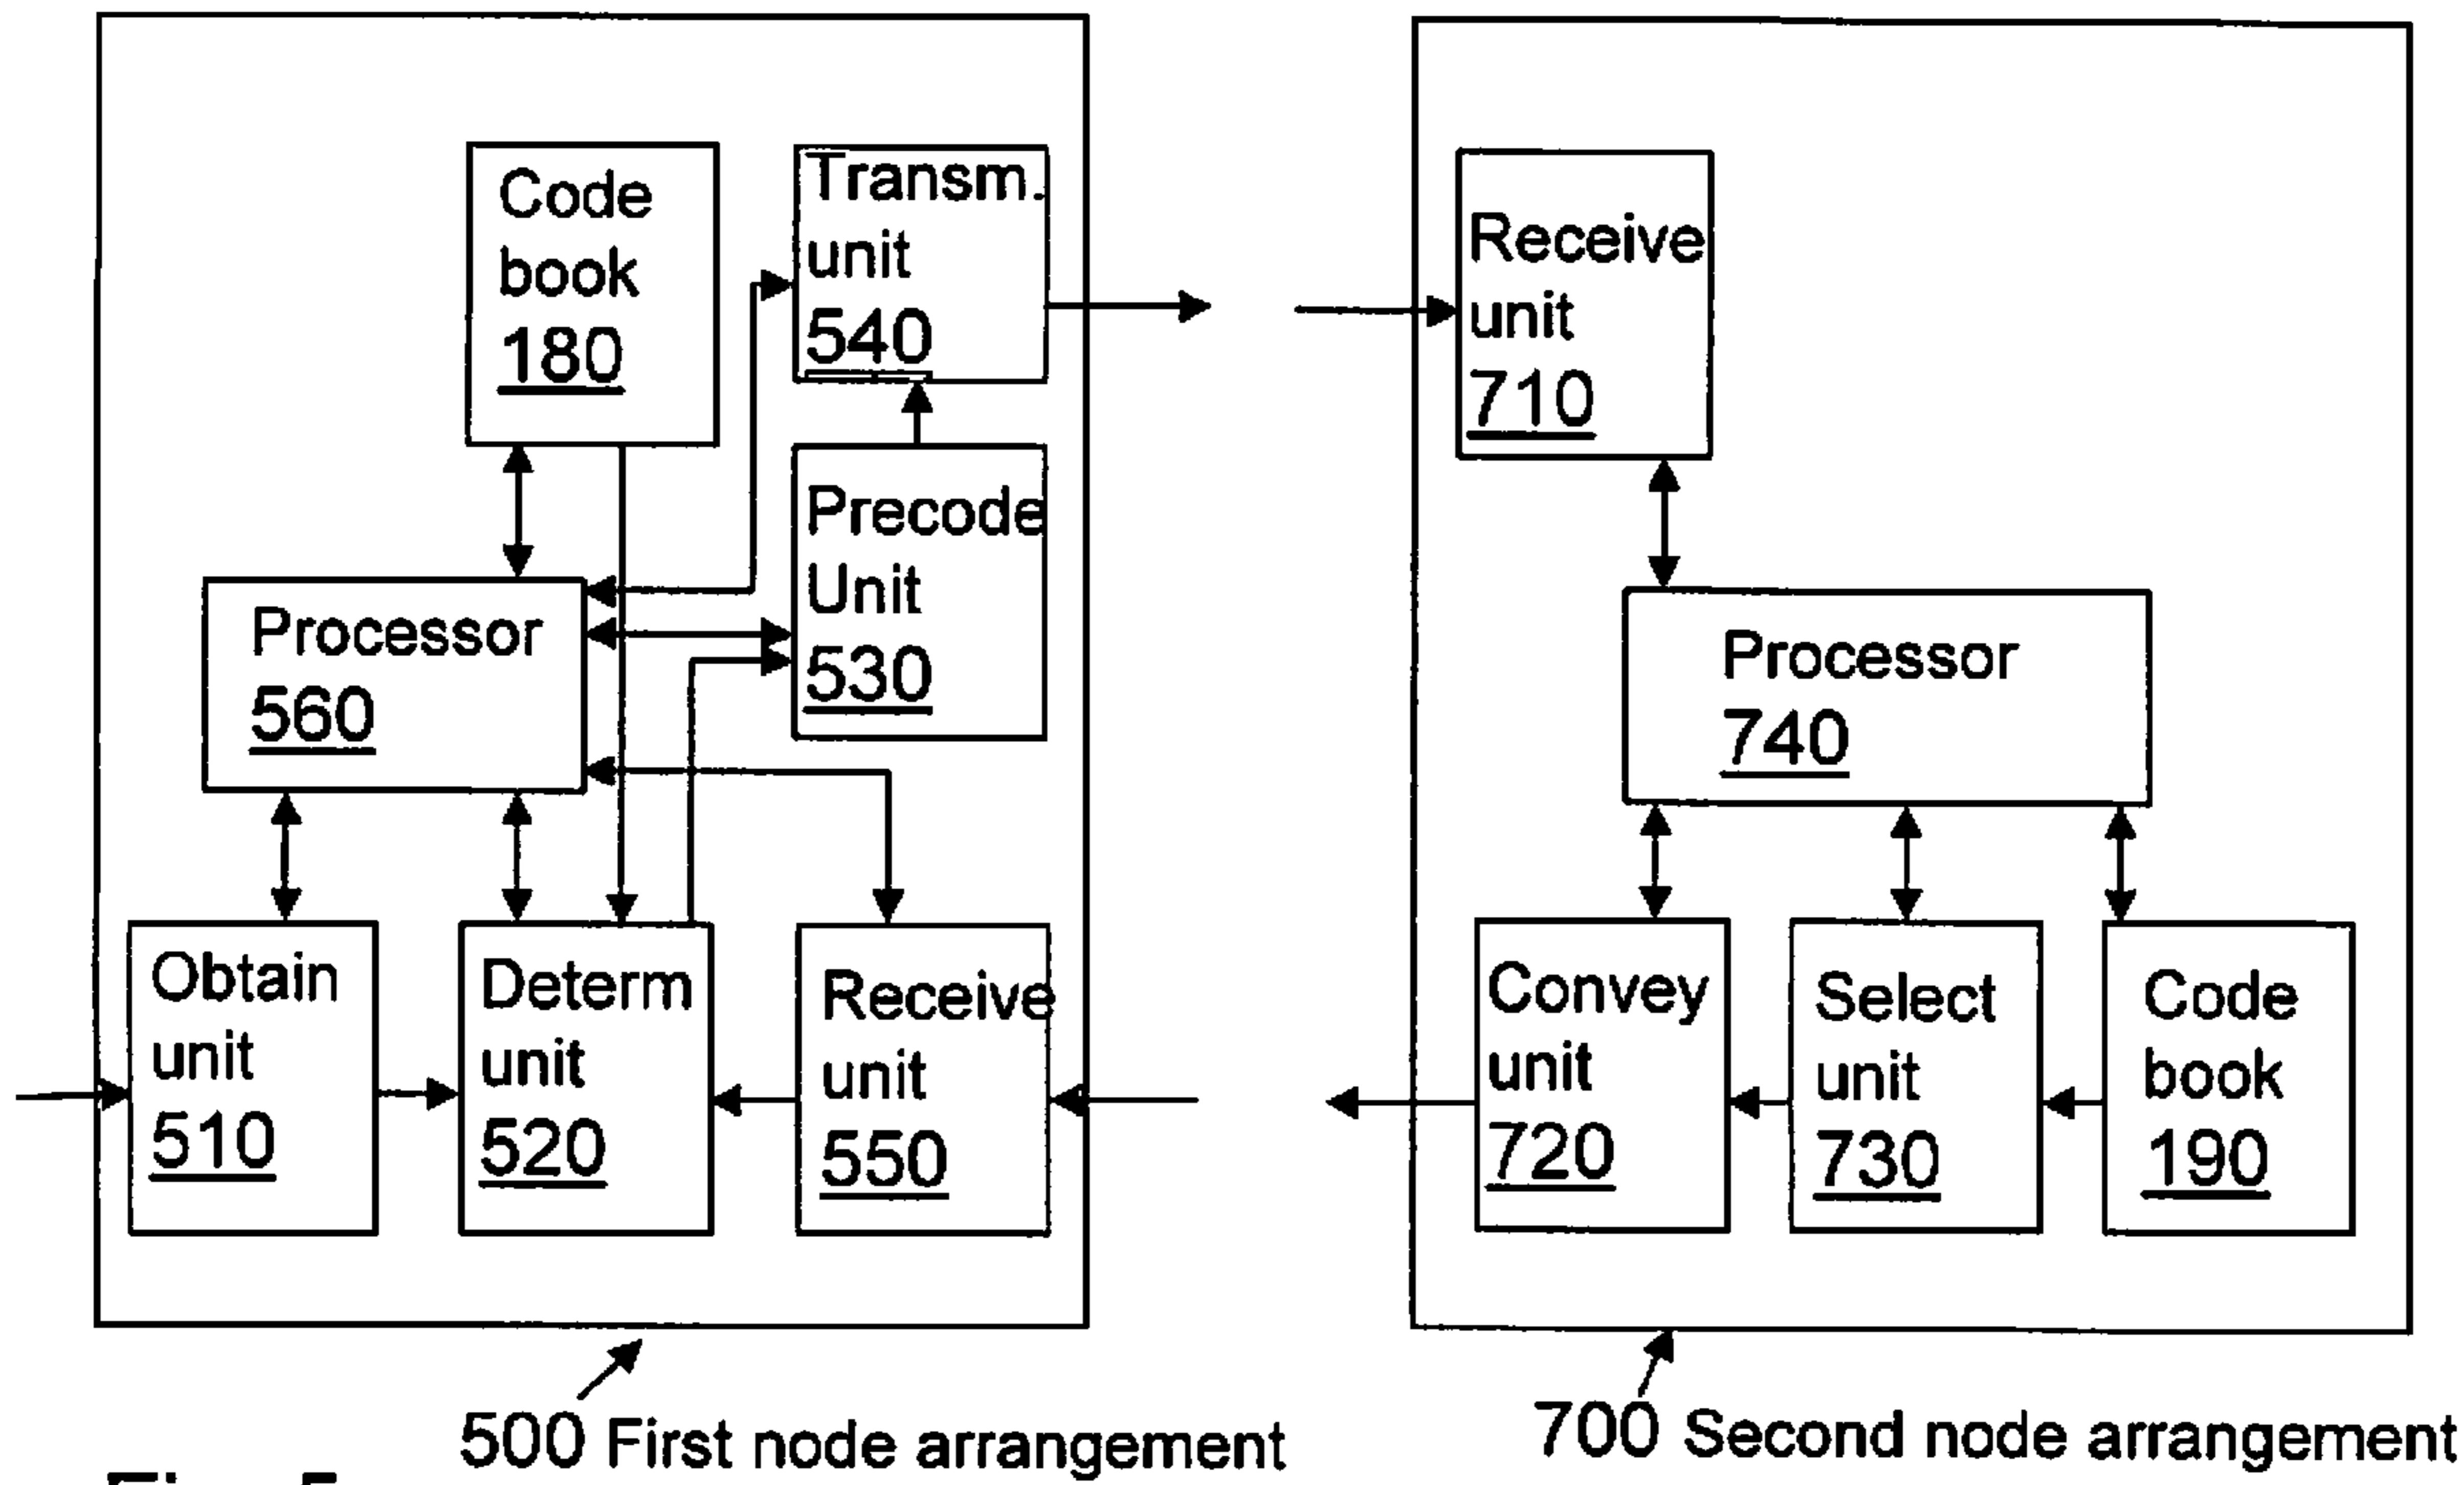 Code
book
180
Transm.
unit
540
Precode
Unit
530
Processor
560
Obtain
unit
510
Determ
unit
520
Receive
unit
550
500 First node arrangement
Receive
unit
710
Processor
740
Convey
unit
720
Select
unit
730
Code
book
190
700 Second node arrangement